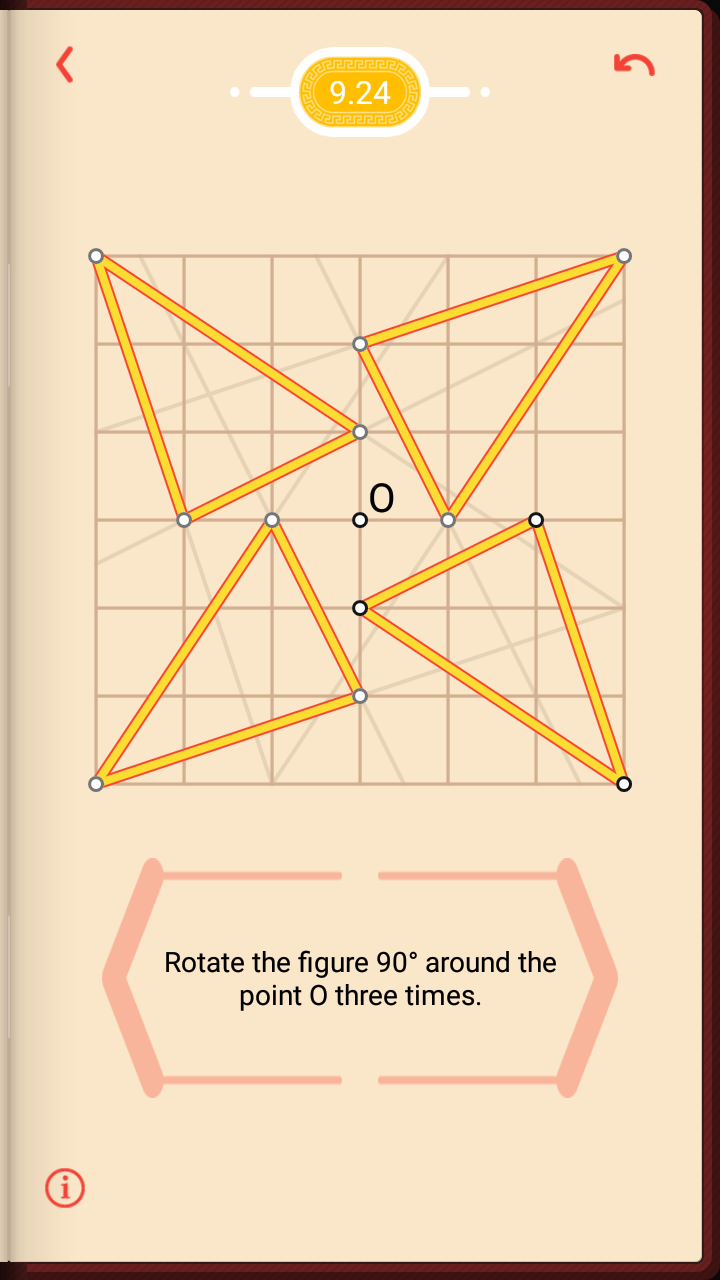 9.24
O
Rotate the figure 90° around the
point O three times.
i